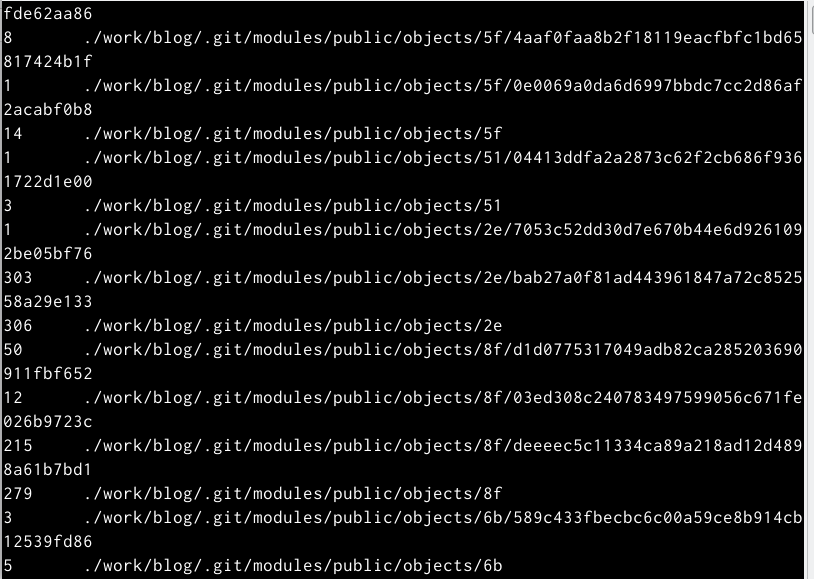 fde62aa86
8       ./work/blog/.git/modules/public/objects/5f/4aaf0faa8b2f18119eacfbfc1bd65
817424b1f
1       ./work/blog/.git/modules/public/objects/5f/0e0069a0da6d6997bbdc7cc2d86af
2acabf0b8
14      ./work/blog/.git/modules/public/objects/5f
1       ./work/blog/.git/modules/public/objects/51/04413ddfa2a2873c62f2cb686f936
1722d1e00
3       ./work/blog/.git/modules/public/objects/51
1       ./work/blog/.git/modules/public/objects/2e/7053c52dd30d7e670b44e6d926109
2be05bf76
303     ./work/blog/.git/modules/public/objects/2e/bab27a0f81ad443961847a72c8525
58a29e133
306     ./work/blog/.git/modules/public/objects/2e
50      ./work/blog/.git/modules/public/objects/8f/d1d0775317049adb82ca285203690
911fbf652
12      ./work/blog/.git/modules/public/objects/8f/03ed308c240783497599056c671fe
026b9723c
215     ./work/blog/.git/modules/public/objects/8f/deeeec5c11334ca89a218ad12d489
8a61b7bd1
279     ./work/blog/.git/modules/public/objects/8f
3       ./work/blog/.git/modules/public/objects/6b/589c433fbecbc6c00a59ce8b914cb
12539fd86
5       ./work/blog/.git/modules/public/objects/6b